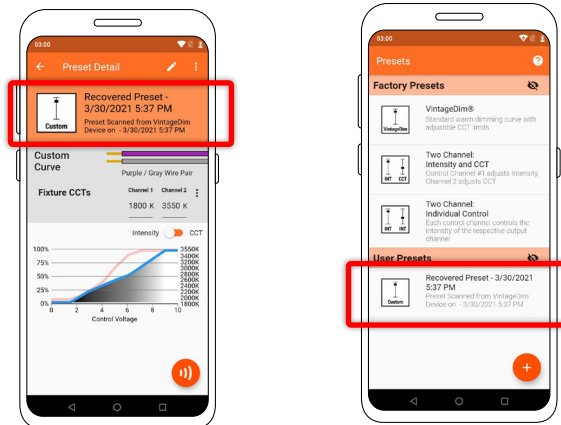 03:00
Preset Detail
Recovered Preset -
3/30/2021 5:37 PM
Preset Scanned from VintageDim
Device on - 3/30/2021 5:37 PM
Custom
Custom
Curve
Purple / Gray Wire Pair
Fixture CCTs
Channel 1 Channel 2
1800 K 3550 K
Intensity CCT
100%
75%
50%
25%
0%
3550K
3400K
3200K
3000K
2800K
2600K
2400K
2200K
2000K
1800K
0 2 4 6 8 10
Control Voltage
03:00
Presets
Factory Presets
VintageDim®
Standard warm dimming curve with
adjustible CCT limits
VintageDim
Two Channel:
Intensity and CCT
Control Channel #1 adjusts Intensity,
Channel 2 adjusts CCT
INT CCT
Two Channel:
Individual Control
Each control channel controls the
intensity of the respective output
channel
INT INT
User Presets
Recovered Preset - 3/30/2021
5:37 PM
Preset Scanned from VintageDim
Device on - 3/30/2021 5:37 PM
Custom